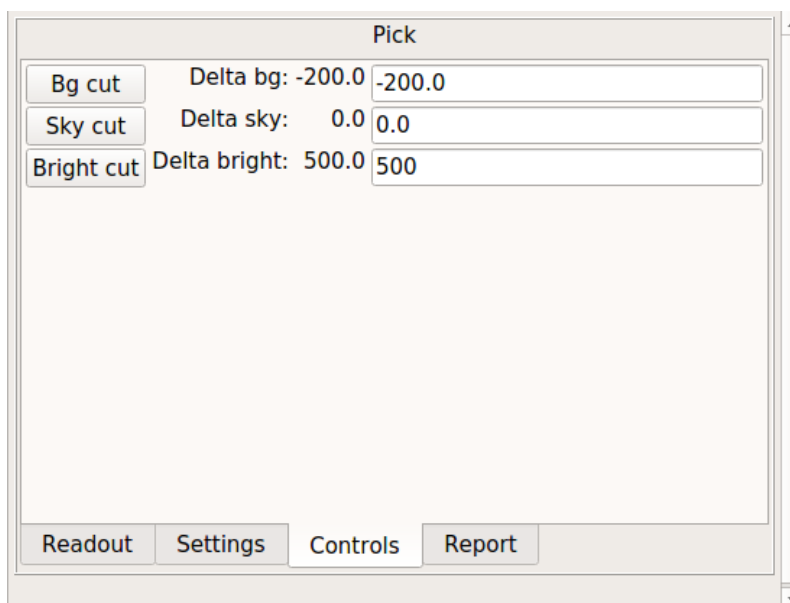 Pick
Bg cut Delta bg: -200.0 -200.0
Sky cut Delta sky: 0.0 0.0
Bright cut Delta bright: 500.0 500
Readout Settings Controls Report